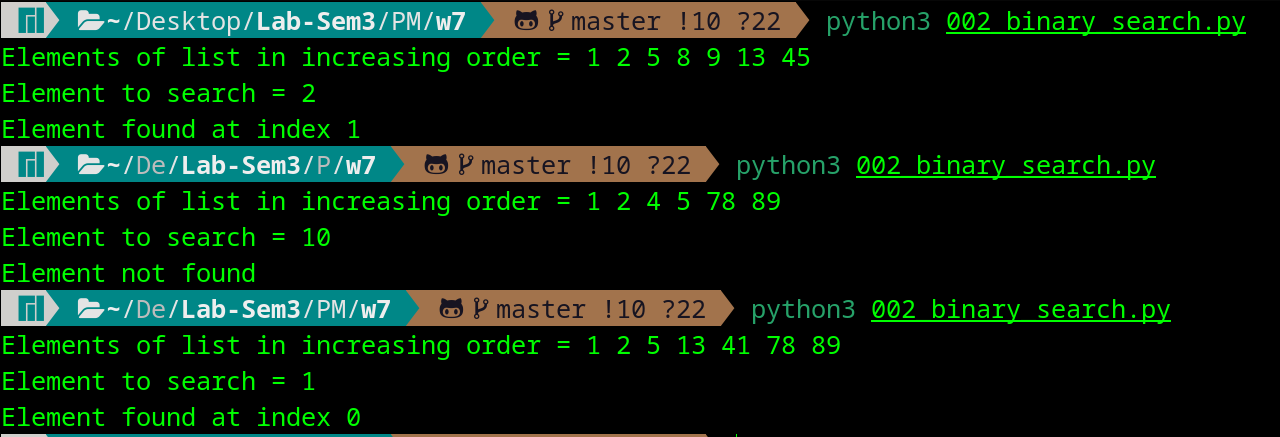 ~/Desktop/Lab-Sem3/PM/w7 master !10 ?22 python3 002_binary_search.py
Elements of list in increasing order = 1 2 5 8 9 13 45
Element to search = 2
Element found at index 1
~/De/Lab-Sem3/P/w7 master !10 ?22 python3 002_binary_search.py
Elements of list in increasing order = 1 2 4 5 78 89
Element to search = 10
Element not found
~/De/Lab-Sem3/PM/w7 master !10 ?22 python3 002_binary_search.py
Elements of list in increasing order = 1 2 5 13 41 78 89
Element to search = 1
Element found at index 0